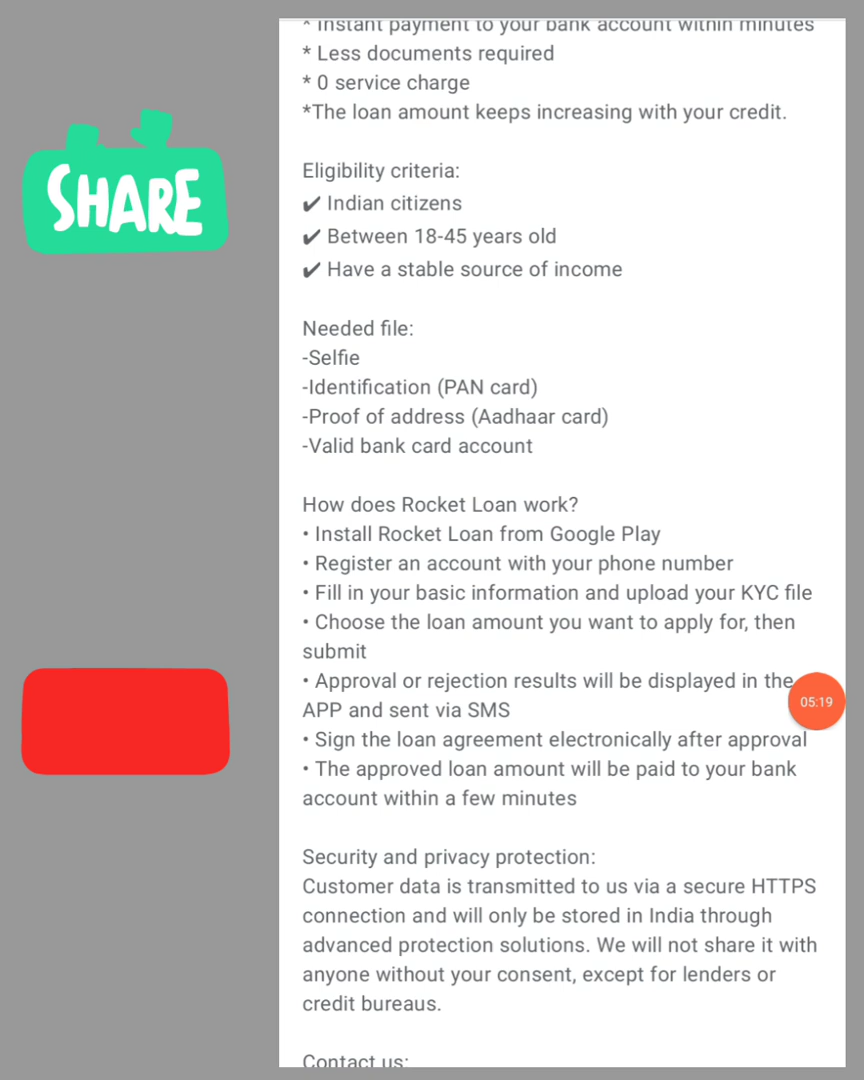 * Instant payment to your bank account within minutes
* Less documents required
* 0 service charge
*The loan amount keeps increasing with your credit.
SHARE
Eligibility criteria:
✔ Indian citizens
✔ Between 18-45 years old
✔ Have a stable source of income
Needed file:
-Selfie
-Identification (PAN card)
-Proof of address (Aadhaar card)
-Valid bank card account
How does Rocket Loan work?
• Install Rocket Loan from Google Play
• Register an account with your phone number
• Fill in your basic information and upload your KYC file
• Choose the loan amount you want to apply for, then
submit
• Approval or rejection results will be displayed in the
05:19
APP and sent via SMS
• Sign the loan agreement electronically after approval
• The approved loan amount will be paid to your bank
account within a few minutes
Security and privacy protection:
Customer data is transmitted to us via a secure HTTPS
connection and will only be stored in India through
advanced protection solutions. We will not share it with
anyone without your consent, except for lenders or
credit bureaus.
Contact us: